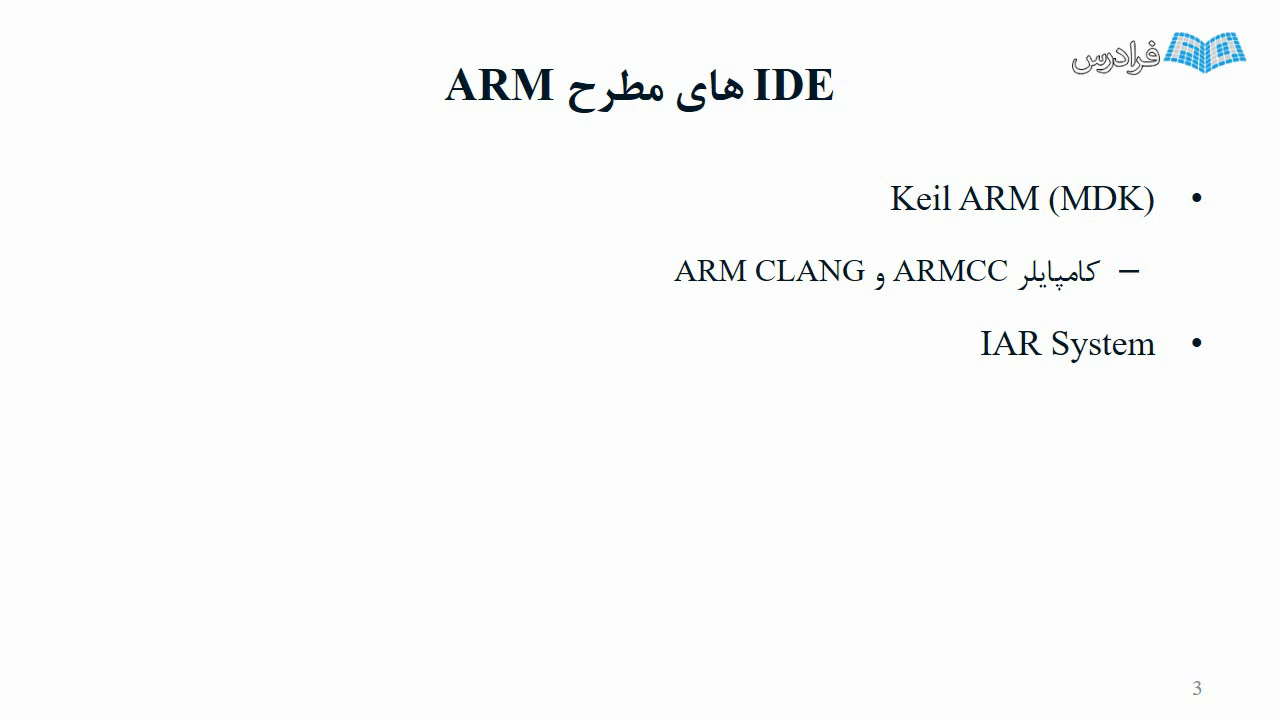 فرادرس
IDE های مطرح ARM
• Keil ARM (MDK)
– کامپایلر ARMCC و ARM CLANG
• IAR System
3